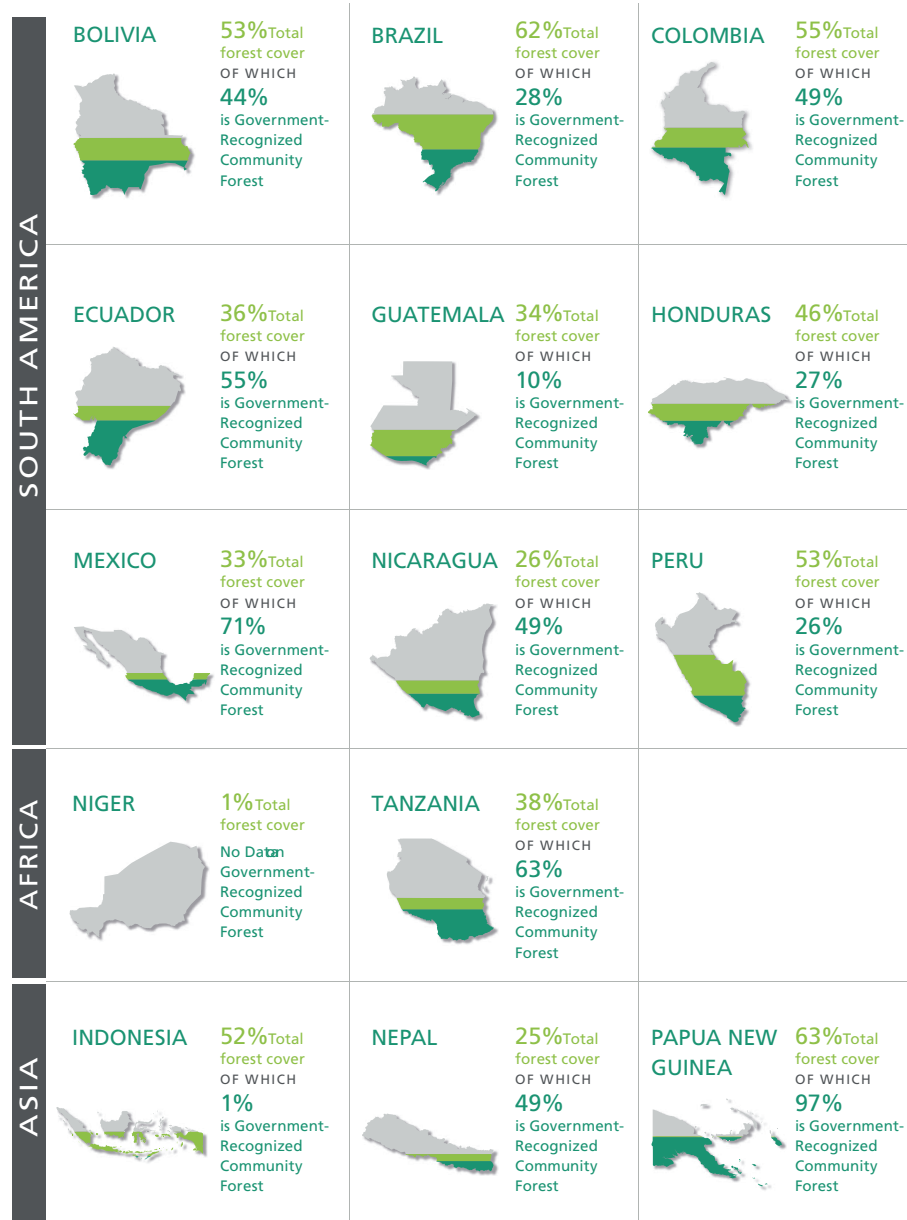 SOUTH AMERICA
BOLIVIA
53% Total
forest cover
OF WHICH
44%
is Government-
Recognized
Community
Forest
BRAZIL
62% Total
forest cover
OF WHICH
28%
is Government-
Recognized
Community
Forest
COLOMBIA
55% Total
forest cover
OF WHICH
49%
is Government-
Recognized
Community
Forest
ECUADOR
36% Total
forest cover
OF WHICH
55%
is Government-
Recognized
Community
Forest
GUATEMALA
34% Total
forest cover
OF WHICH
10%
is Government-
Recognized
Community
Forest
HONDURAS
46% Total
forest cover
OF WHICH
27%
is Government-
Recognized
Community
Forest
MEXICO
33% Total
forest cover
OF WHICH
71%
is Government-
Recognized
Community
Forest
NICARAGUA
26% Total
forest cover
OF WHICH
49%
is Government-
Recognized
Community
Forest
PERU
53% Total
forest cover
OF WHICH
26%
is Government-
Recognized
Community
Forest
AFRICA
NIGER
1% Total
forest cover
No Data on
Government-
Recognized
Community
Forest
TANZANIA
38% Total
forest cover
OF WHICH
63%
is Government-
Recognized
Community
Forest
ASIA
INDONESIA
52% Total
forest cover
OF WHICH
1%
is Government-
Recognized
Community
Forest
NEPAL
25% Total
forest cover
OF WHICH
49%
is Government-
Recognized
Community
Forest
PAPUA NEW
GUINEA
63% Total
forest cover
OF WHICH
97%
is Government-
Recognized
Community
Forest